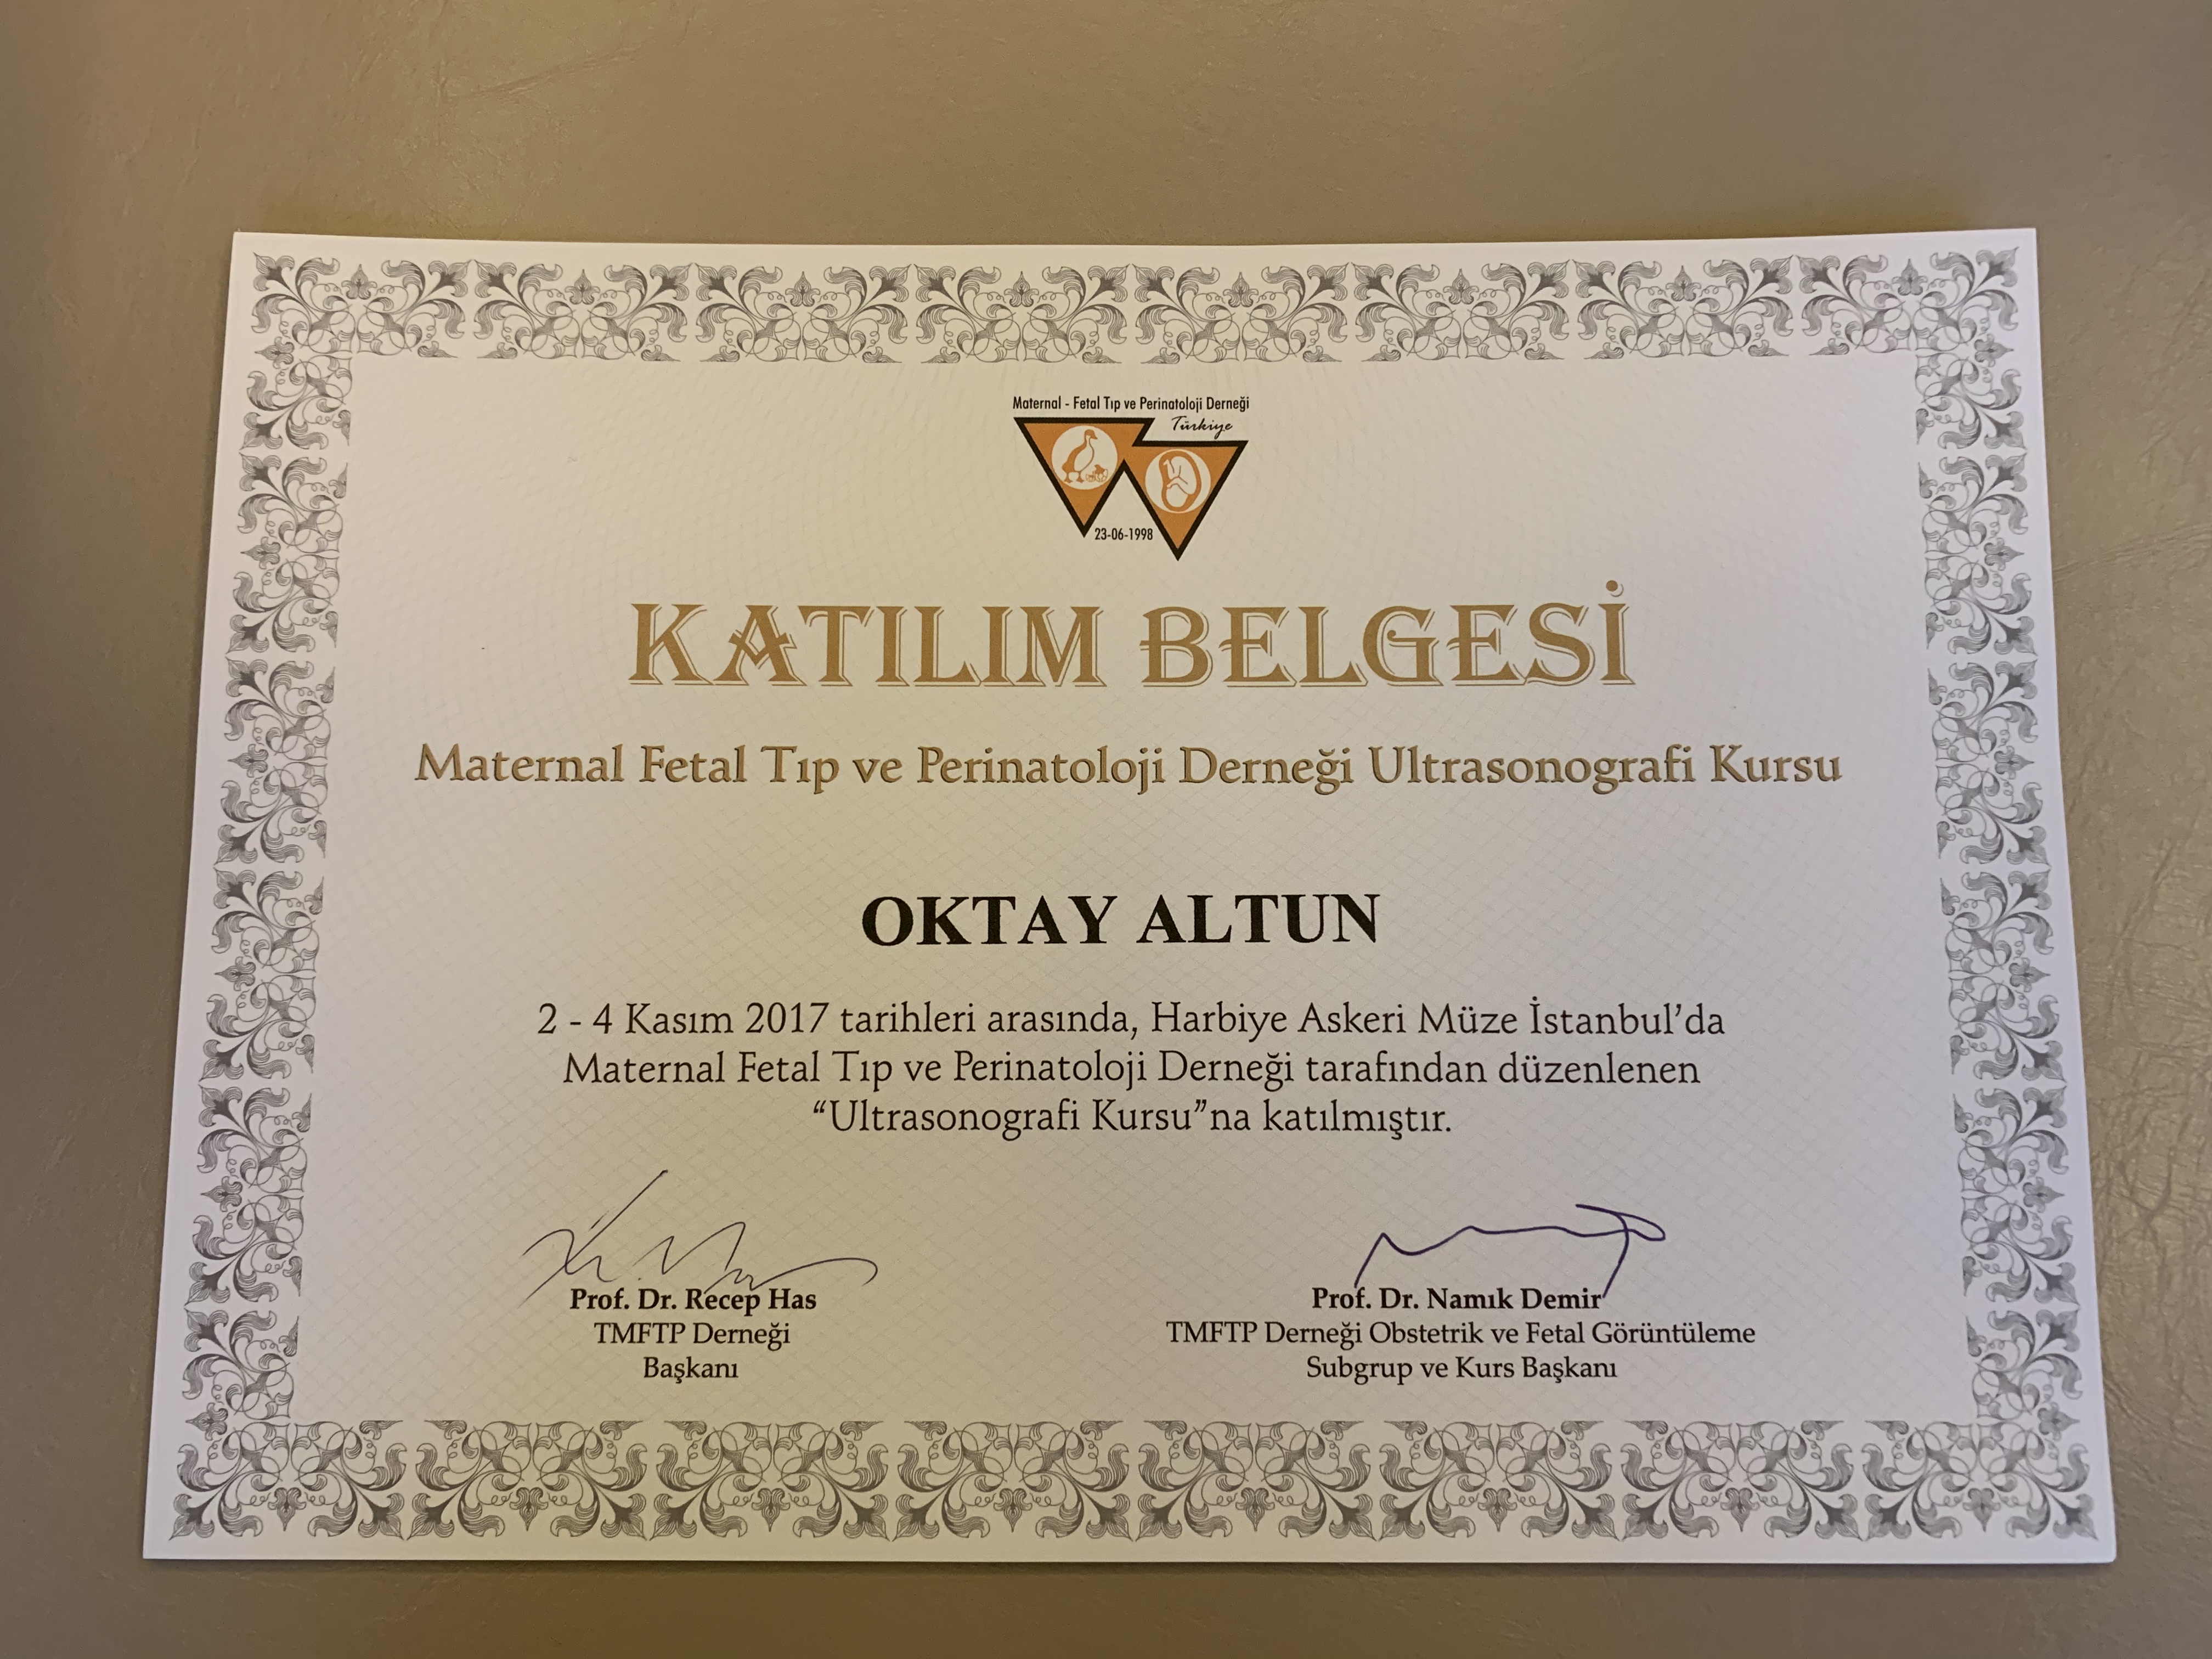 Maternal - Fetal Tıp ve Perinatoloji Derneği
Türkiye
23-06-1998
KATILIM BELGESİ
Maternal Fetal Tıp ve Perinatoloji Derneği Ultrasonografi Kursu
OKTAY ALTUN
2 - 4 Kasım 2017 tarihleri arasında, Harbiye Askeri Müze İstanbul’da
Maternal Fetal Tıp ve Perinatoloji Derneği tarafından düzenlenen
“Ultrasonografi Kursu”na katılmıştır.
Prof. Dr. Recep Has
TMFTP Derneği
Başkanı
Prof. Dr. Namık Demir
TMFTP Derneği Obstetrik ve Fetal Görüntüleme
Subgrup ve Kurs Başkanı